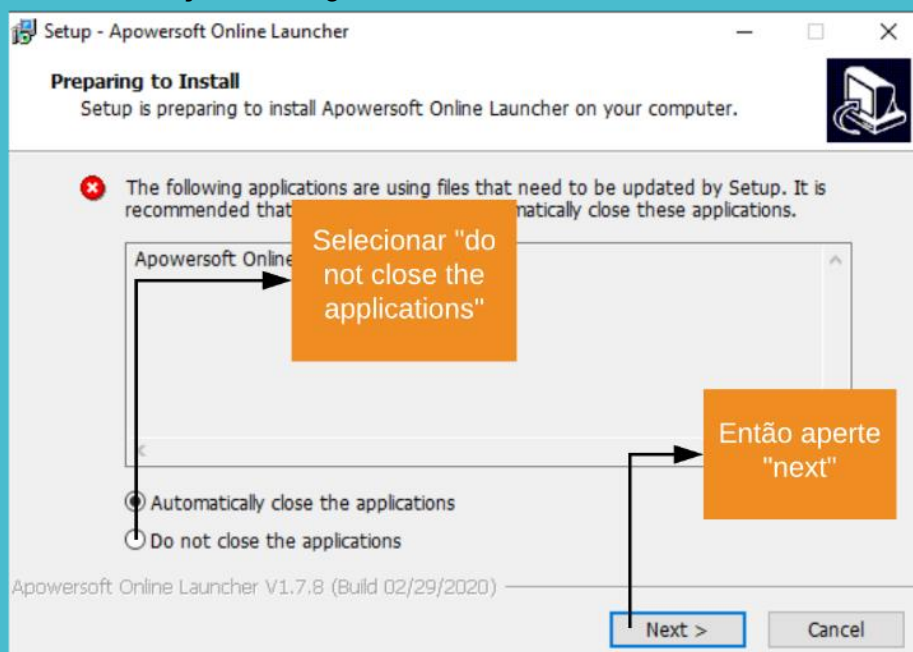 Setup - Apowersoft Online Launcher
Preparing to Install
Setup is preparing to install Apowersoft Online Launcher on your computer.
The following applications are using files that need to be updated by Setup. It is
recommended that matically close these applications.
Apowersoft Online
Selecionar "do
not close the
applications"
Então aperte
"next"
Automatically close the applications
Do not close the applications
Apowersoft Online Launcher V1.7.8 (Build 02/29/2020)
Next >
Cancel